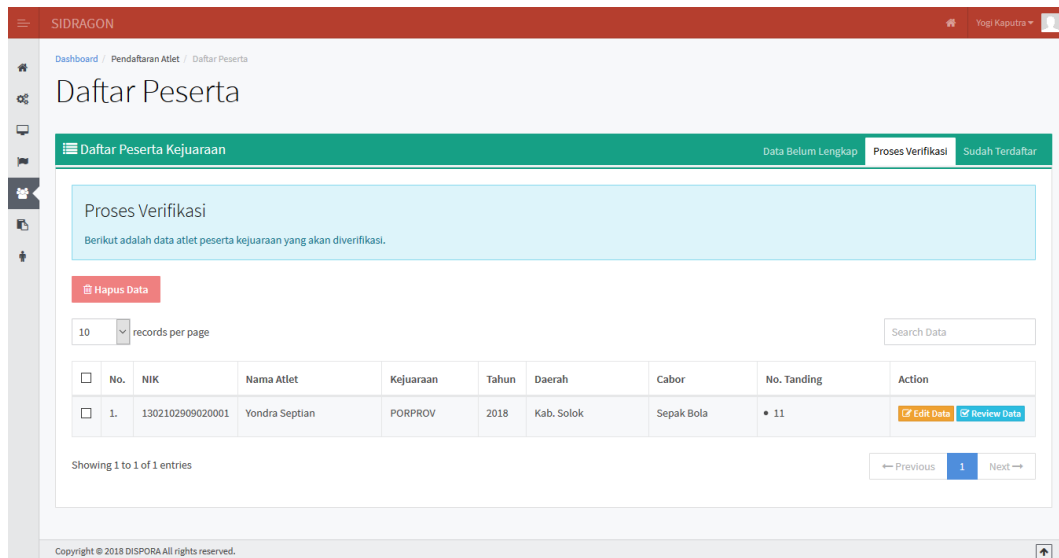 SIDRAGON
Yogi Kaputra
Dashboard / Pendaftaran Atlet / Daftar Peserta
Daftar Peserta
Daftar Peserta Kejuaraan
Data Belum Lengkap Proses Verifikasi Sudah Terdaftar
Proses Verifikasi
Berikut adalah data atlet peserta kejuaraan yang akan diverifikasi.
Hapus Data
10 records per page
Search Data
No. NIK Nama Atlet Kejuaraan Tahun Daerah Cabor No. Tanding Action
1. 1302102909020001 Yondra Septian PORPROV 2018 Kab. Solok Sepak Bola • 11 Edit Data Review Data
Showing 1 to 1 of 1 entries
← Previous 1 Next →
Copyright © 2018 DISPORA All rights reserved.